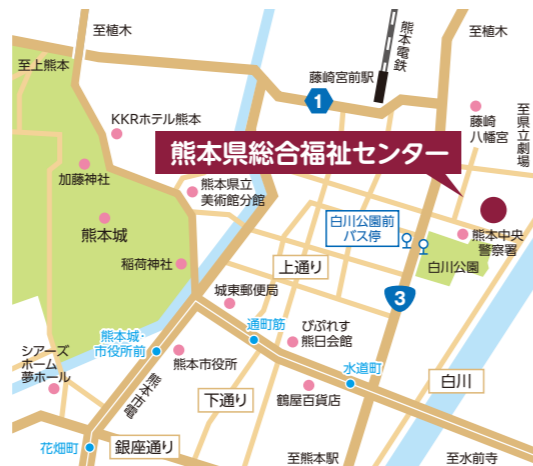 至植木
至植木
至上熊本
藤崎宮前駅
熊本電鉄
1
KKRホテル熊本
藤崎
八幡宮
至県立劇場
熊本県総合福祉センター
加藤神社
熊本県立
美術館分館
熊本城
白川公園前
バス停
熊本中央
警察署
稲荷神社
上通り
白川公園
城東郵便局
3
熊本城・
市役所前
通町筋
びぷれす
熊日会館
シアーズ
ホーム
夢ホール
熊本市役所
水道町
白川
熊本市電
下通り
鶴屋百貨店
花畑町
銀座通り
至熊本駅
至水前寺